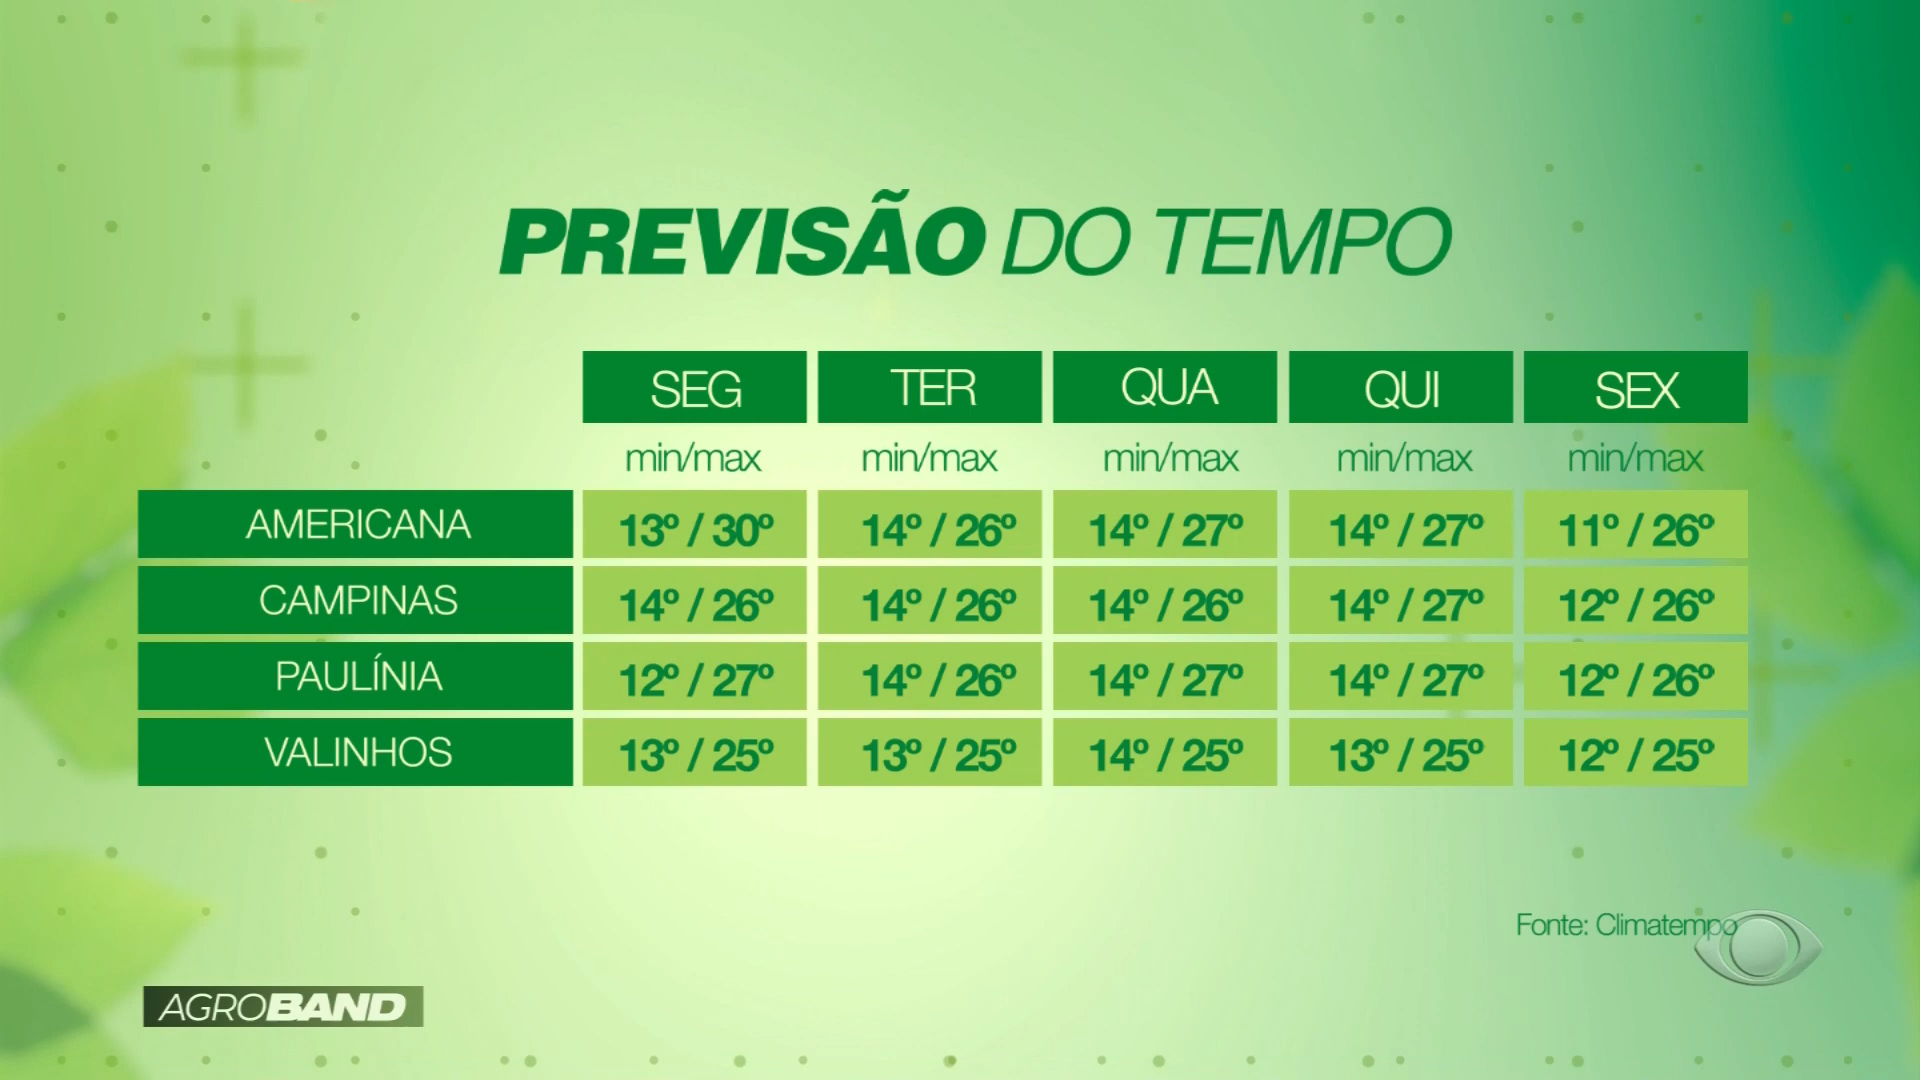 PREVISÃO DO TEMPO
SEG TER QUA QUI SEX
min/max min/max min/max min/max min/max
AMERICANA 13º / 30º 14º / 26º 14º / 27º 14º / 27º 11º / 26º
CAMPINAS 14º / 26º 14º / 26º 14º / 26º 14º / 27º 12º / 26º
PAULÍNIA 12º / 27º 14º / 26º 14º / 27º 14º / 27º 12º / 26º
VALINHOS 13º / 25º 13º / 25º 14º / 25º 13º / 25º 12º / 25º
Fonte: Climatempo
AGROBAND